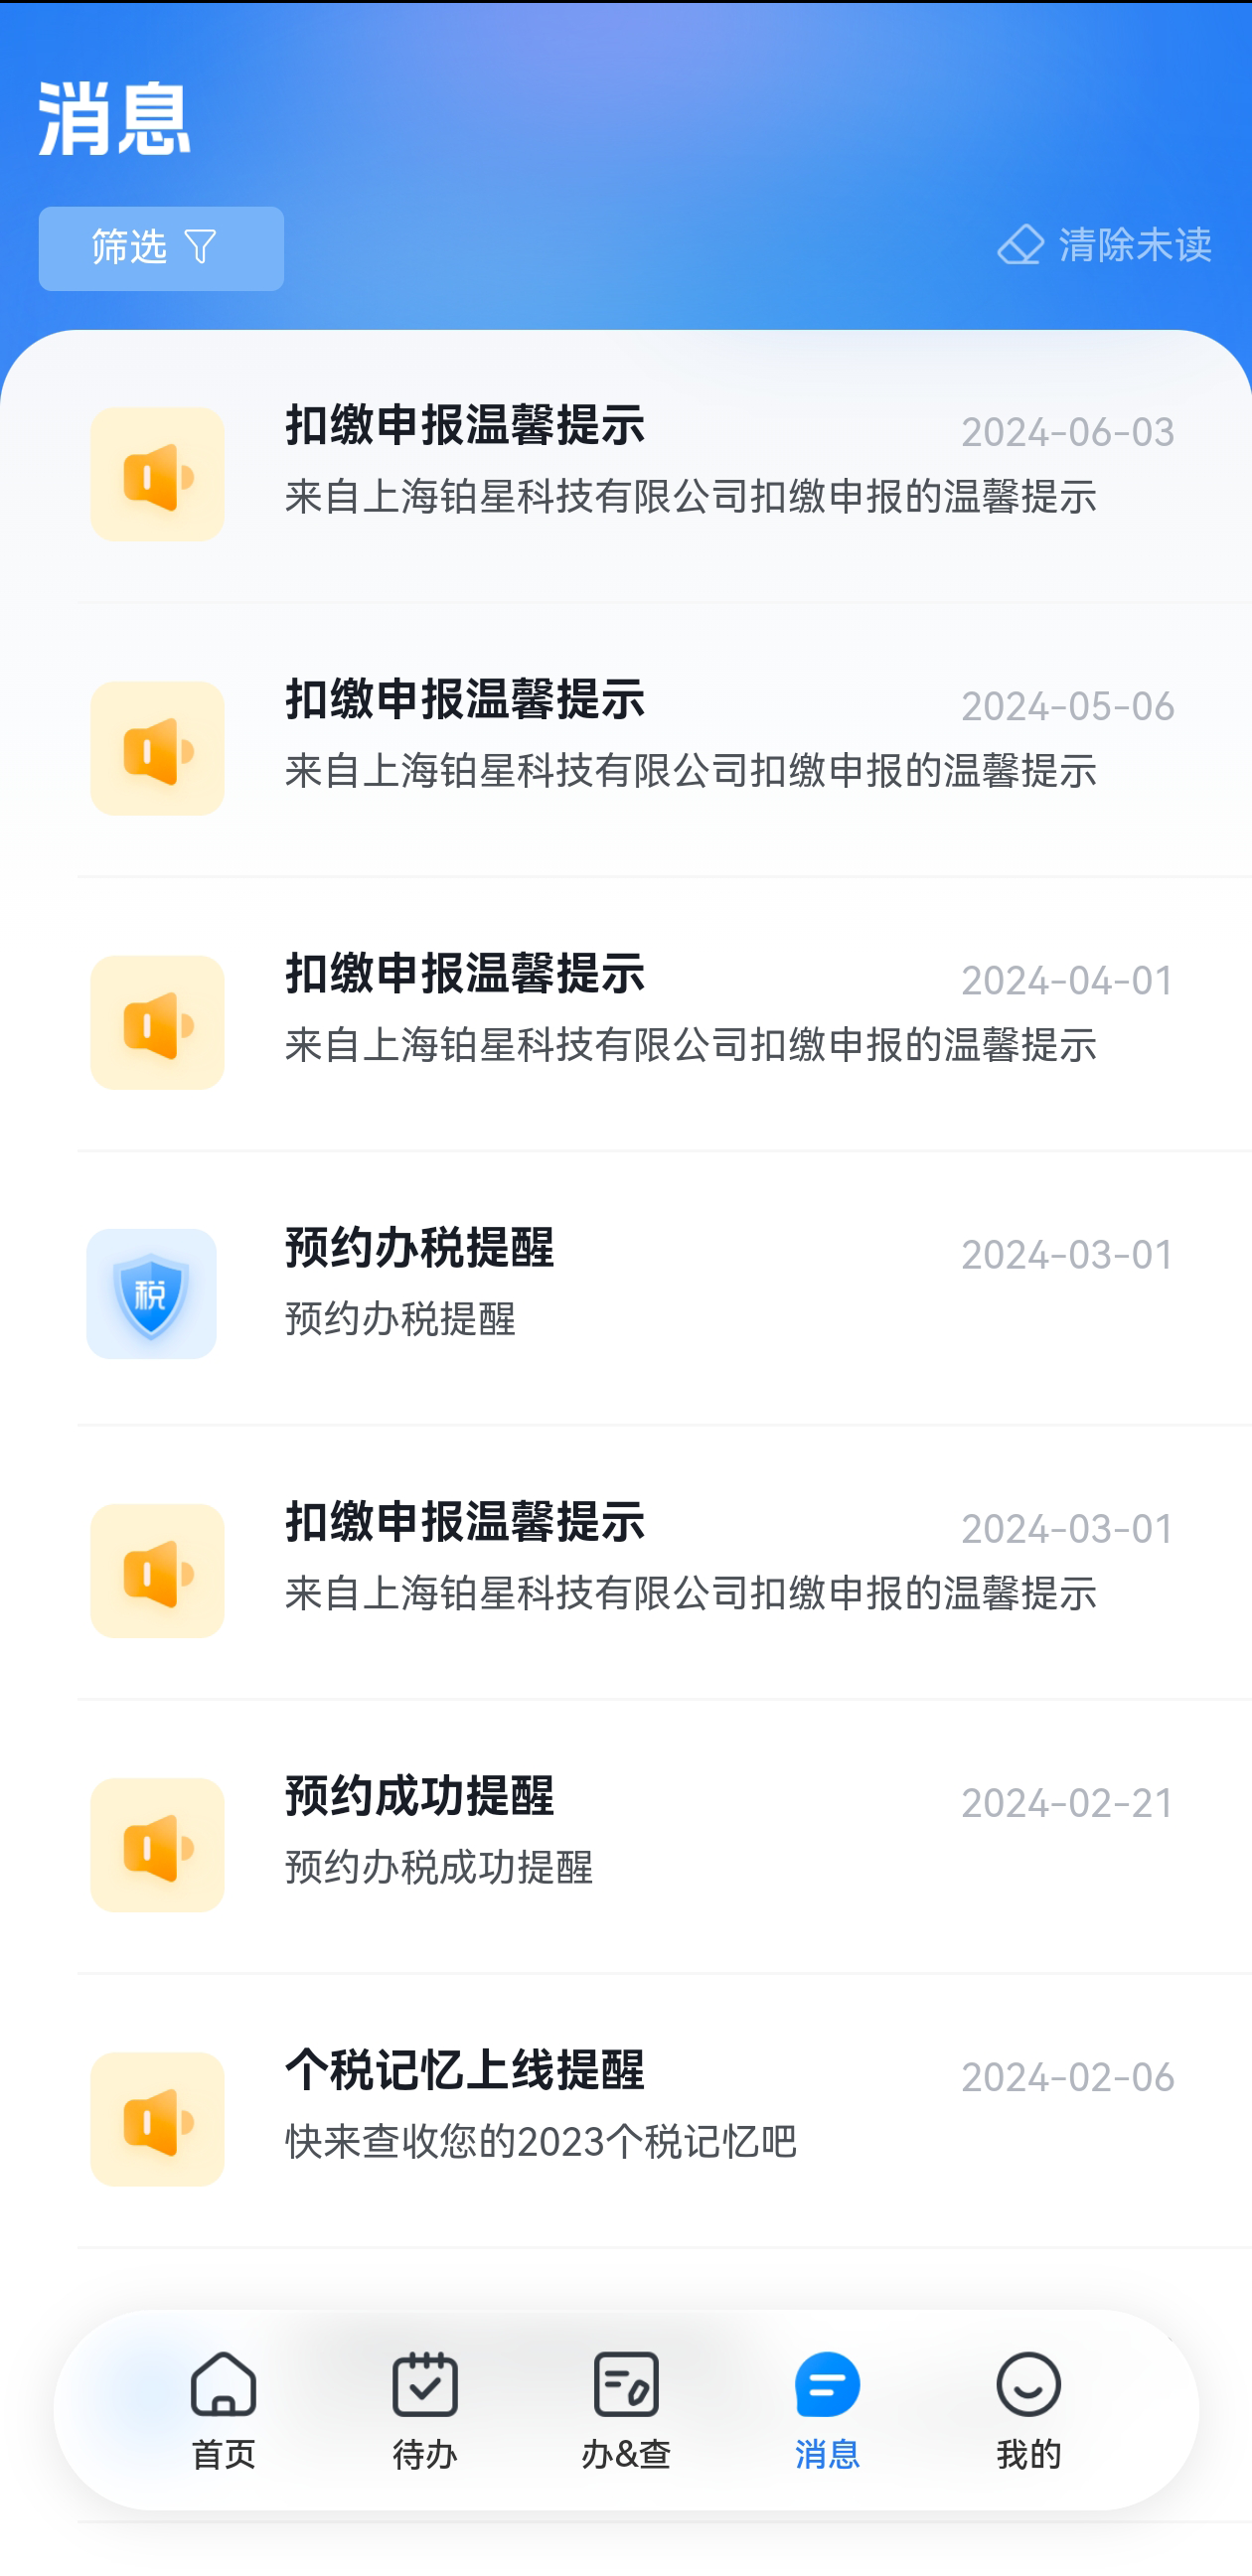 消息
筛选
清除未读
扣缴申报温馨提示
2024-06-03
来自上海铂星科技有限公司扣缴申报的温馨提示
扣缴申报温馨提示
2024-05-06
来自上海铂星科技有限公司扣缴申报的温馨提示
扣缴申报温馨提示
2024-04-01
来自上海铂星科技有限公司扣缴申报的温馨提示
税
预约办税提醒
2024-03-01
预约办税提醒
扣缴申报温馨提示
2024-03-01
来自上海铂星科技有限公司扣缴申报的温馨提示
预约成功提醒
2024-02-21
预约办税成功提醒
个税记忆上线提醒
2024-02-06
快来查收您的2023个税记忆吧
首页
待办
办&查
消息
我的